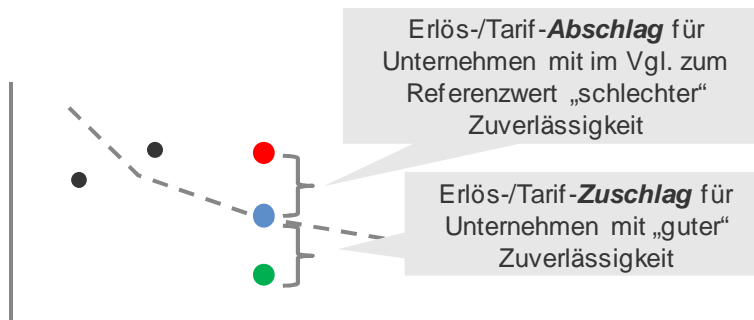 Erlös-/Tarif-Abschlag für
Unternehmen mit im Vgl. zum
Referenzwert „schlechter“
Zuverlässigkeit
Erlös-/Tarif-Zuschlag für
Unternehmen mit „guter“
Zuverlässigkeit